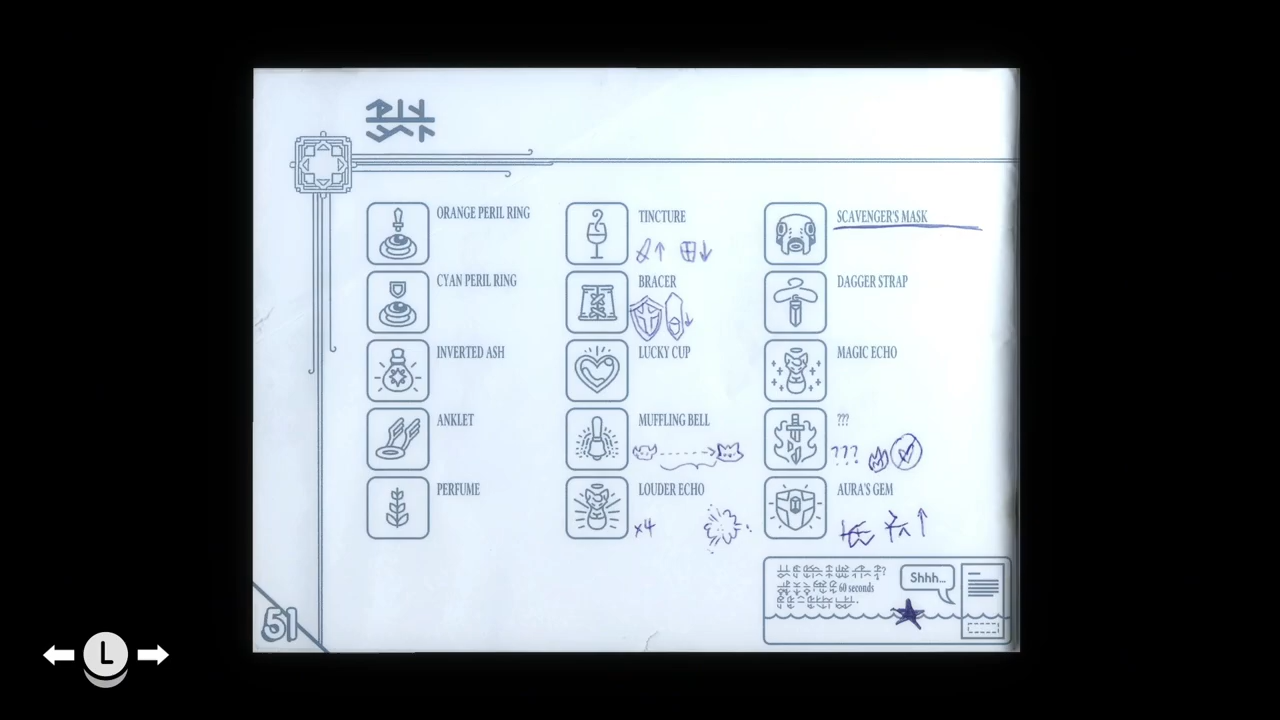 ORANGE PERIL RING
CYAN PERIL RING
INVERTED ASH
ANKLET
PERFUME
TINCTURE
BRACER
LUCKY CUP
MUFFLING BELL
LOUDER ECHO
x4
SCAVENGER'S MASK
DAGGER STRAP
MAGIC ECHO
???
???
AURA'S GEM
60 seconds
Shhh...
51
L